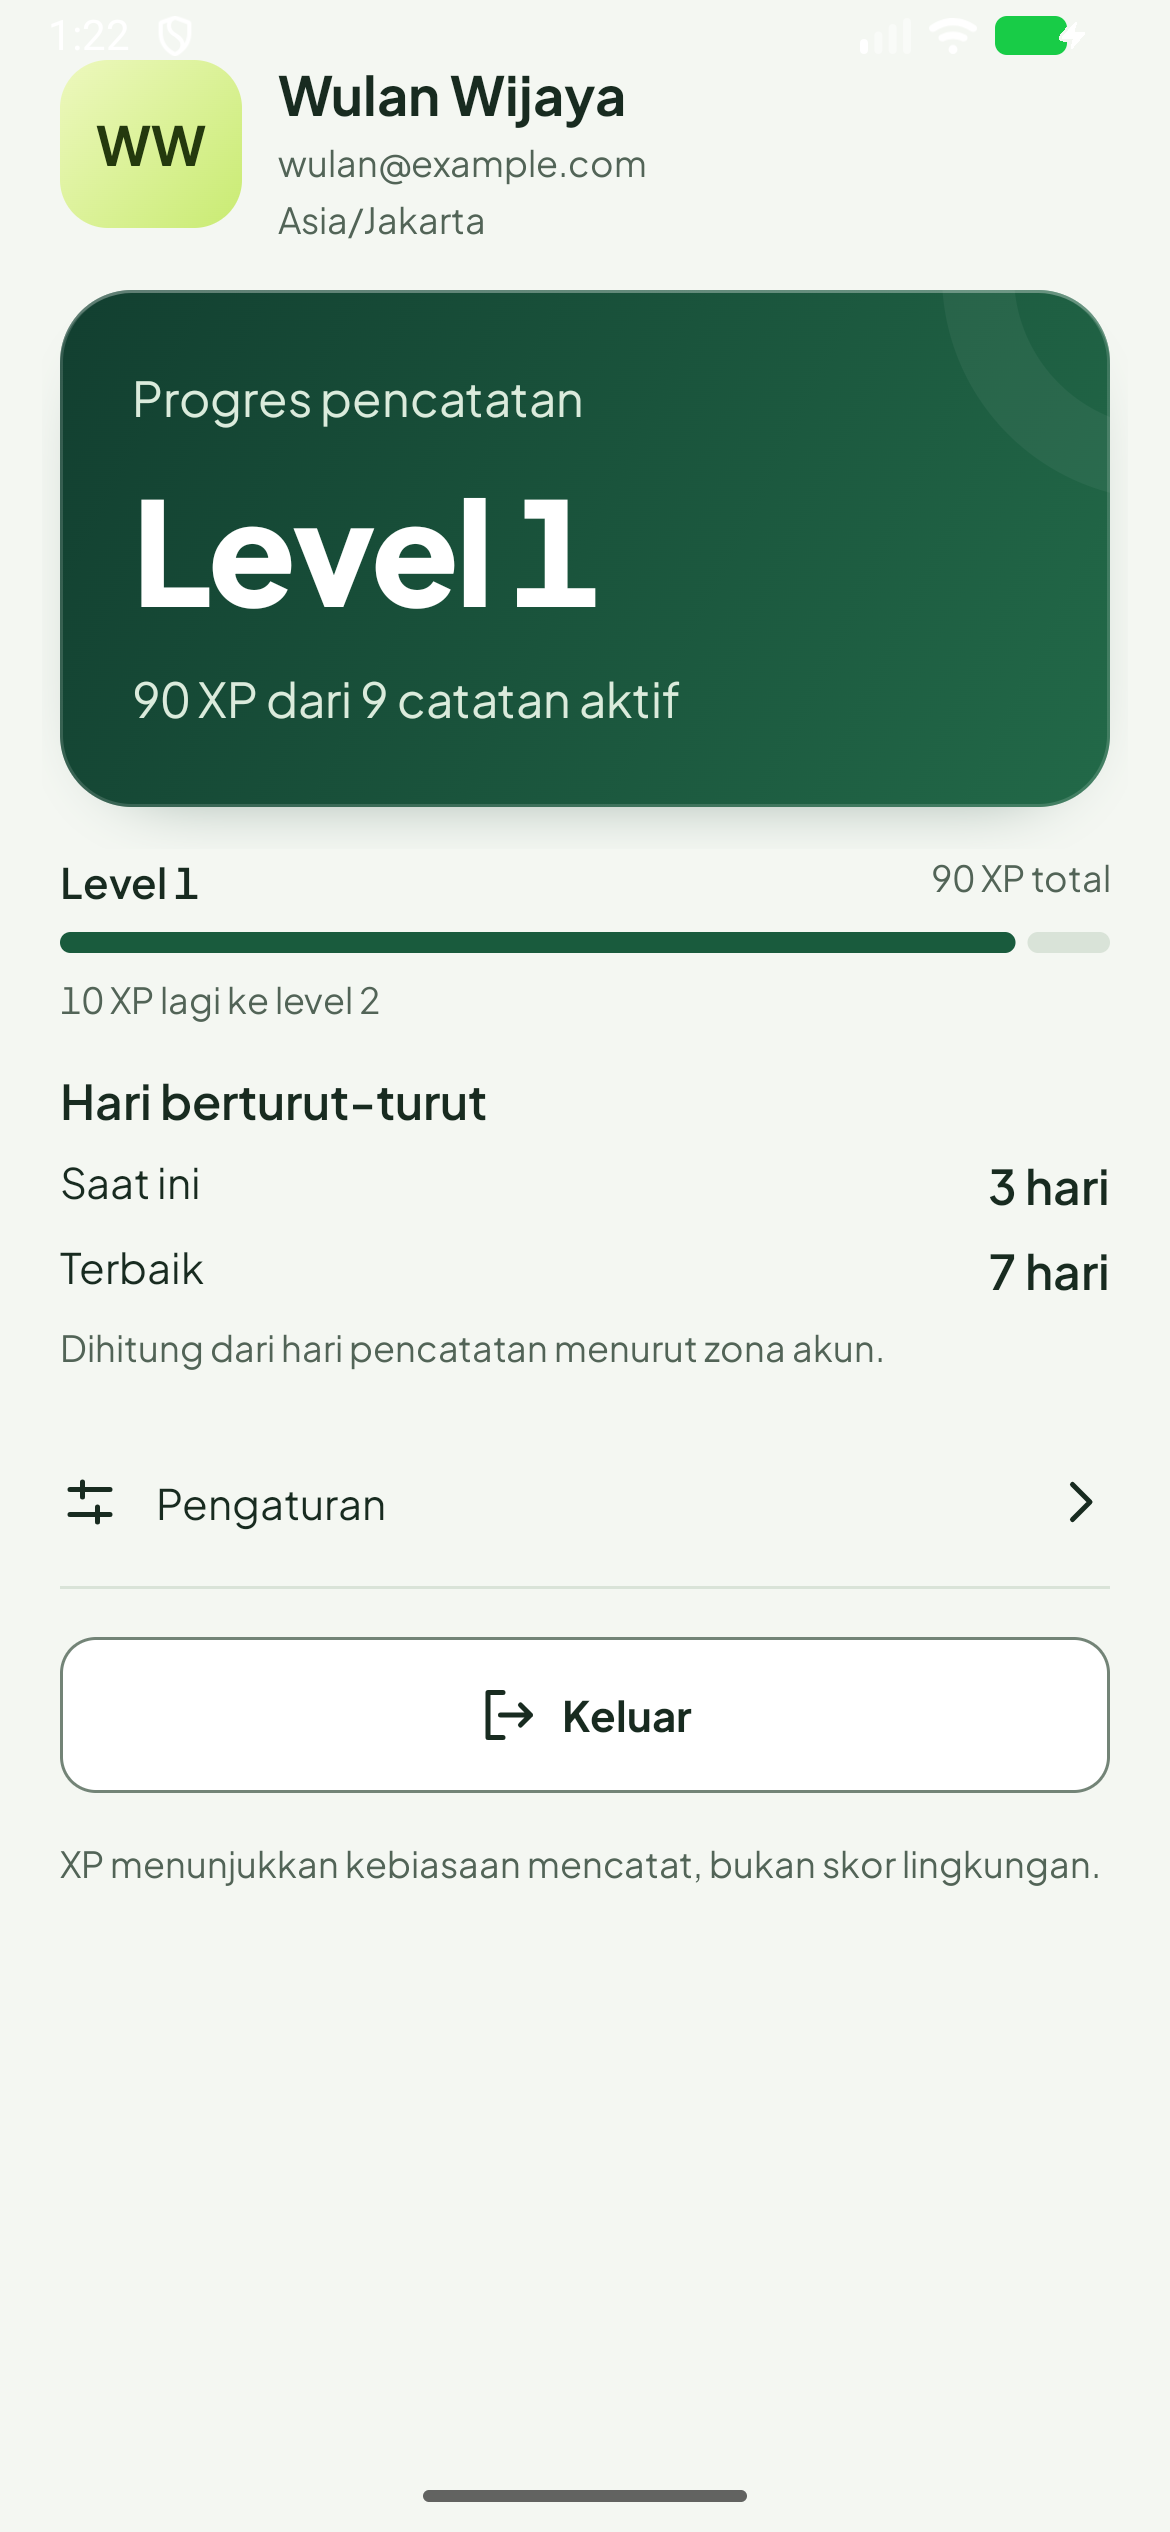 1:22
WW
Wulan Wijaya
wulan@example.com
Asia/Jakarta
Progres pencatatan
Level 1
90 XP dari 9 catatan aktif
Level 1
90 XP total
10 XP lagi ke level 2
Hari berturut-turut
Saat ini
3 hari
Terbaik
7 hari
Dihitung dari hari pencatatan menurut zona akun.
Pengaturan
Keluar
XP menunjukkan kebiasaan mencatat, bukan skor lingkungan.